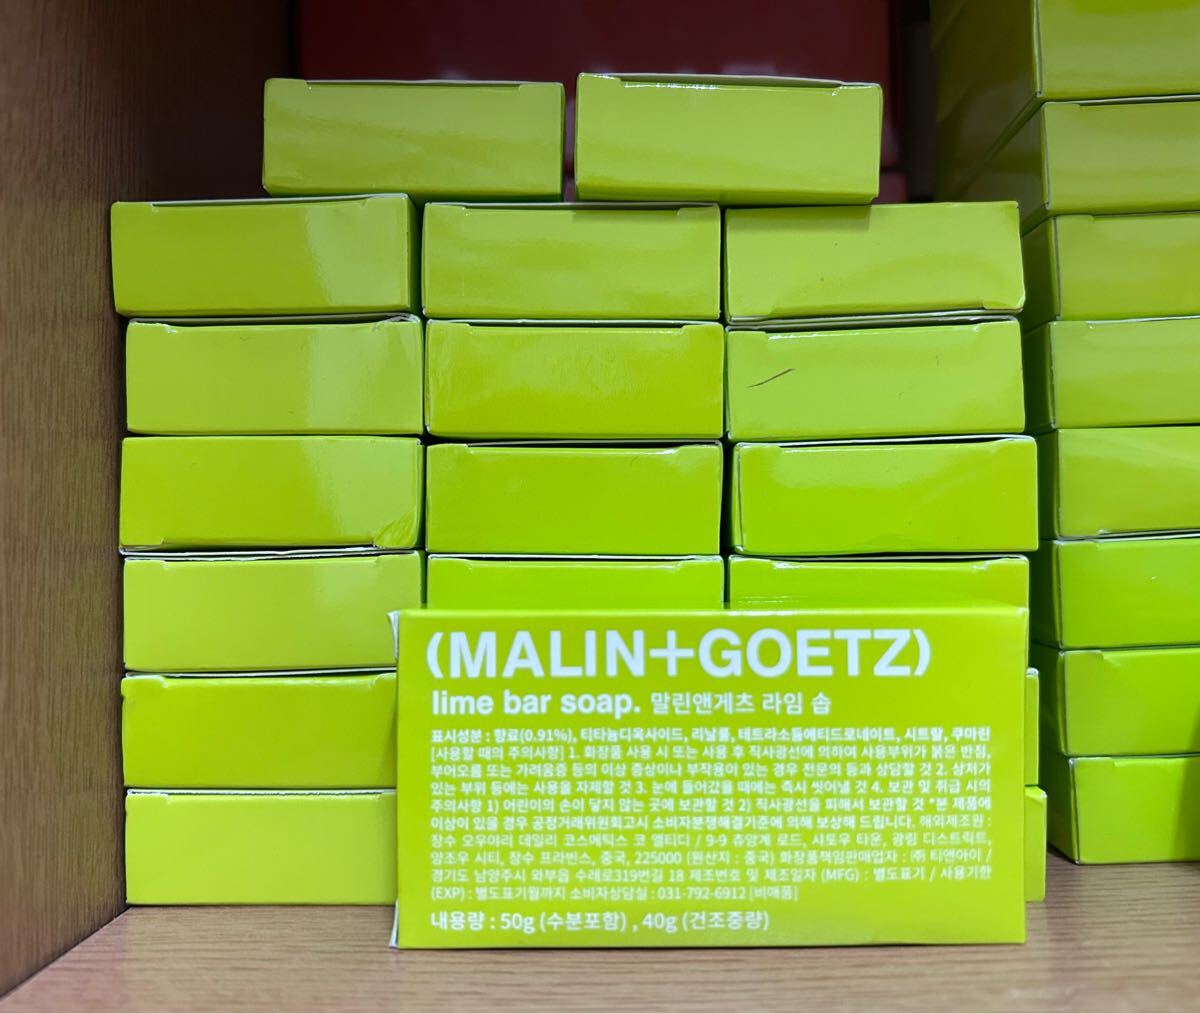 (MALIN+GOETZ)
lime bar soap. 말린앤게츠 라임 솝
표시성분 : 향료(0.91%), 티타늄디옥사이드, 리날룰, 테트라소듐에티드로네이트, 시트랄, 쿠마린
[사용할 때의 주의사항] 1. 화장품 사용 시 또는 사용 후 직사광선에 의하여 사용부위가 붉은 반점,
부어오름 또는 가려움증 등의 이상 증상이나 부작용이 있는 경우 전문의 등과 상담할 것 2. 상처가
있는 부위 등에는 사용을 자제할 것 3. 눈에 들어갔을 때에는 즉시 씻어낼 것 4. 보관 및 취급 시의
주의사항 1) 어린이의 손이 닿지 않는 곳에 보관할 것 2) 직사광선을 피해서 보관할 것 *본 제품에
이상이 있을 경우 공정거래위원회고시 소비자분쟁해결기준에 의해 보상해 드립니다. 해외제조원 :
장수 오우야리 데일리 코스메틱스 코 엘티디 / 9-9 츄앙계 로드, 샤토우 타운, 광링 디스트릭트,
양조우 시티, 장수 프라빈스, 중국, 225000 (원산지 : 중국) 화장품책임판매업자 : ㈜ 티앤아이 /
경기도 남양주시 와부읍 수레로319번길 18 제조번호 및 제조일자 (MFG) : 별도표기 / 사용기한
(EXP) : 별도표기월까지 소비자상담실 : 031-792-6912 [비매품]
내용량 : 50g (수분포함) , 40g (건조중량)